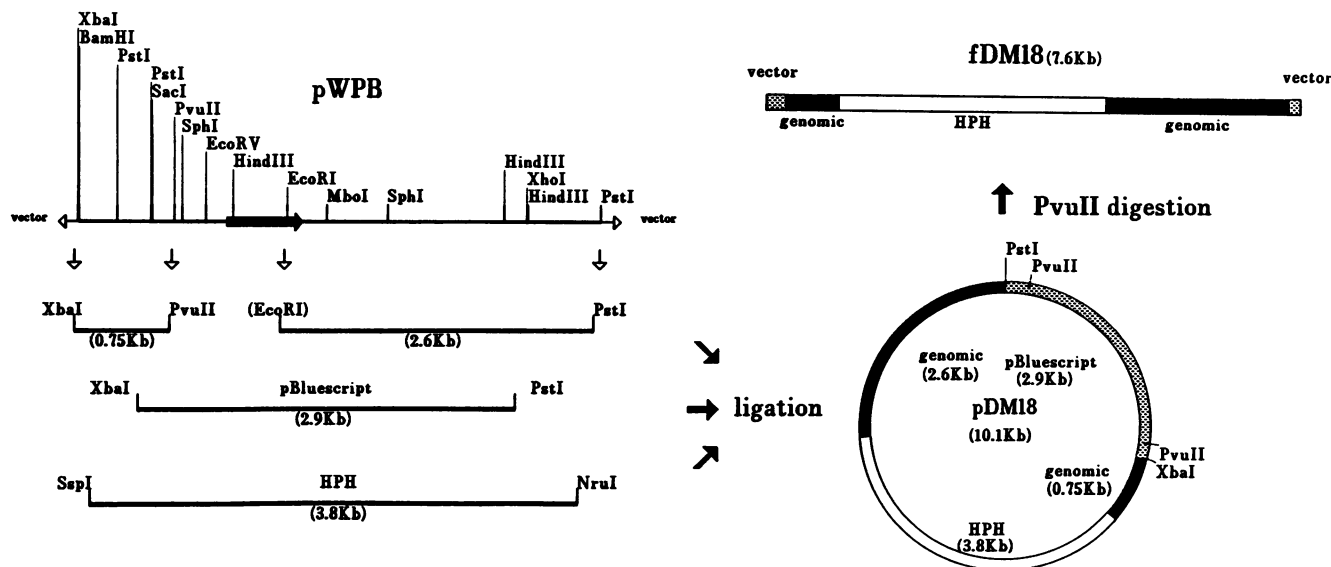 XbaI
BamHI
PstI
PstI
SacI
PvuII
SphI
EcoRV
HindIII
EcoRI
MboI
SphI
HindIII
XhoI
HindIII
PstI
pWPB
vector
vector
XbaI
PvuII
(EcoRI)
PstI
(0.75Kb)
(2.6Kb)
XbaI
pBluescript
PstI
(2.9Kb)
SspI
HPH
NruI
(3.8Kb)
ligation
fDM18(7.6Kb)
vector
vector
genomic
HPH
genomic
PvuII digestion
PstI
PvuII
genomic
(2.6Kb)
pBluescript
(2.9Kb)
pDM18
(10.1Kb)
PvuII
XbaI
genomic
(0.75Kb)
HPH
(3.8Kb)